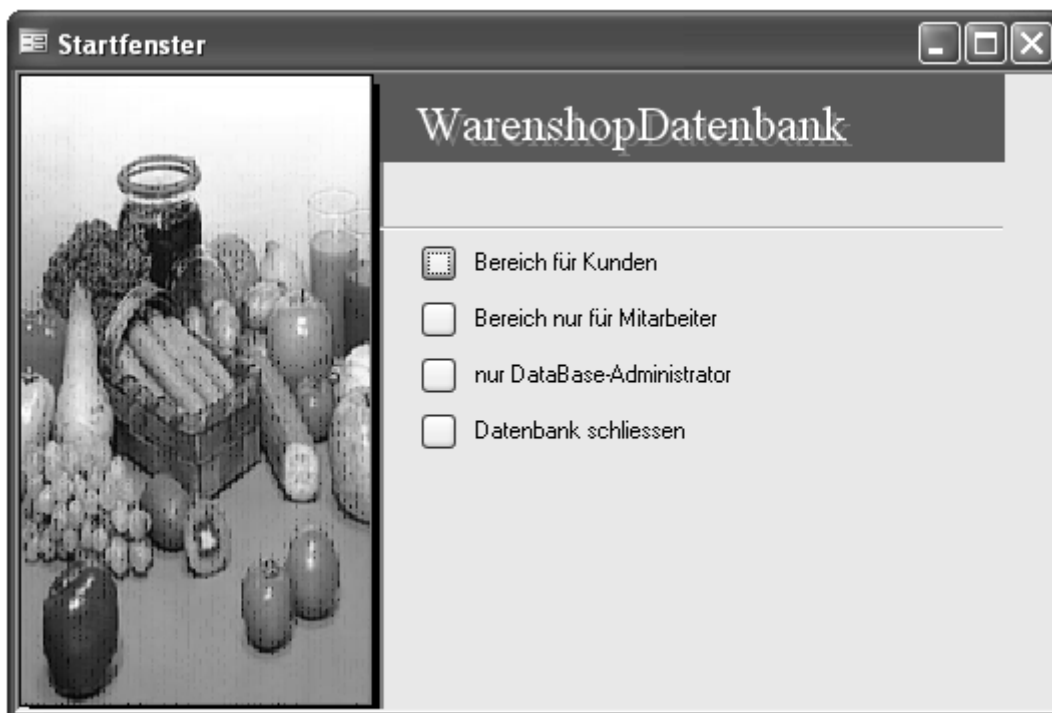 Startfenster
WarenshopDatenbank
Bereich für Kunden
Bereich nur für Mitarbeiter
nur DataBase-Administrator
Datenbank schliessen